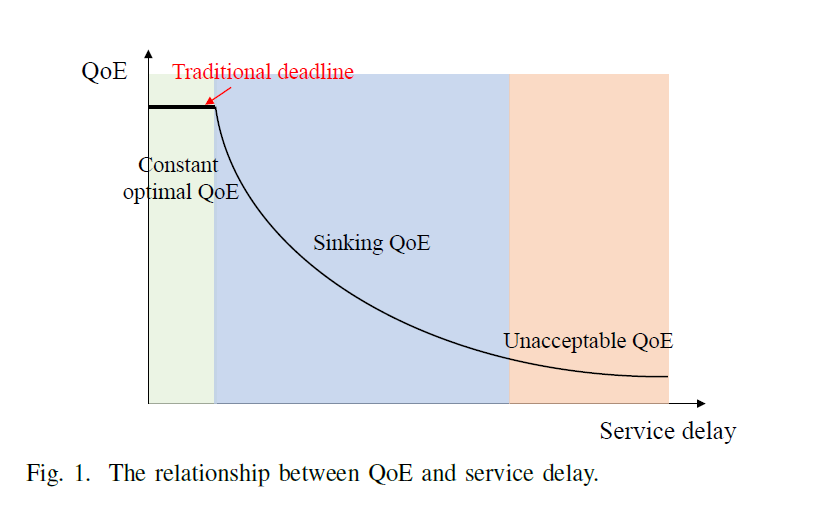 QoE
Traditional deadline
Constant
optimal QoE
Sinking QoE
Unacceptable QoE
Service delay
Fig. 1. The relationship between QoE and service delay.